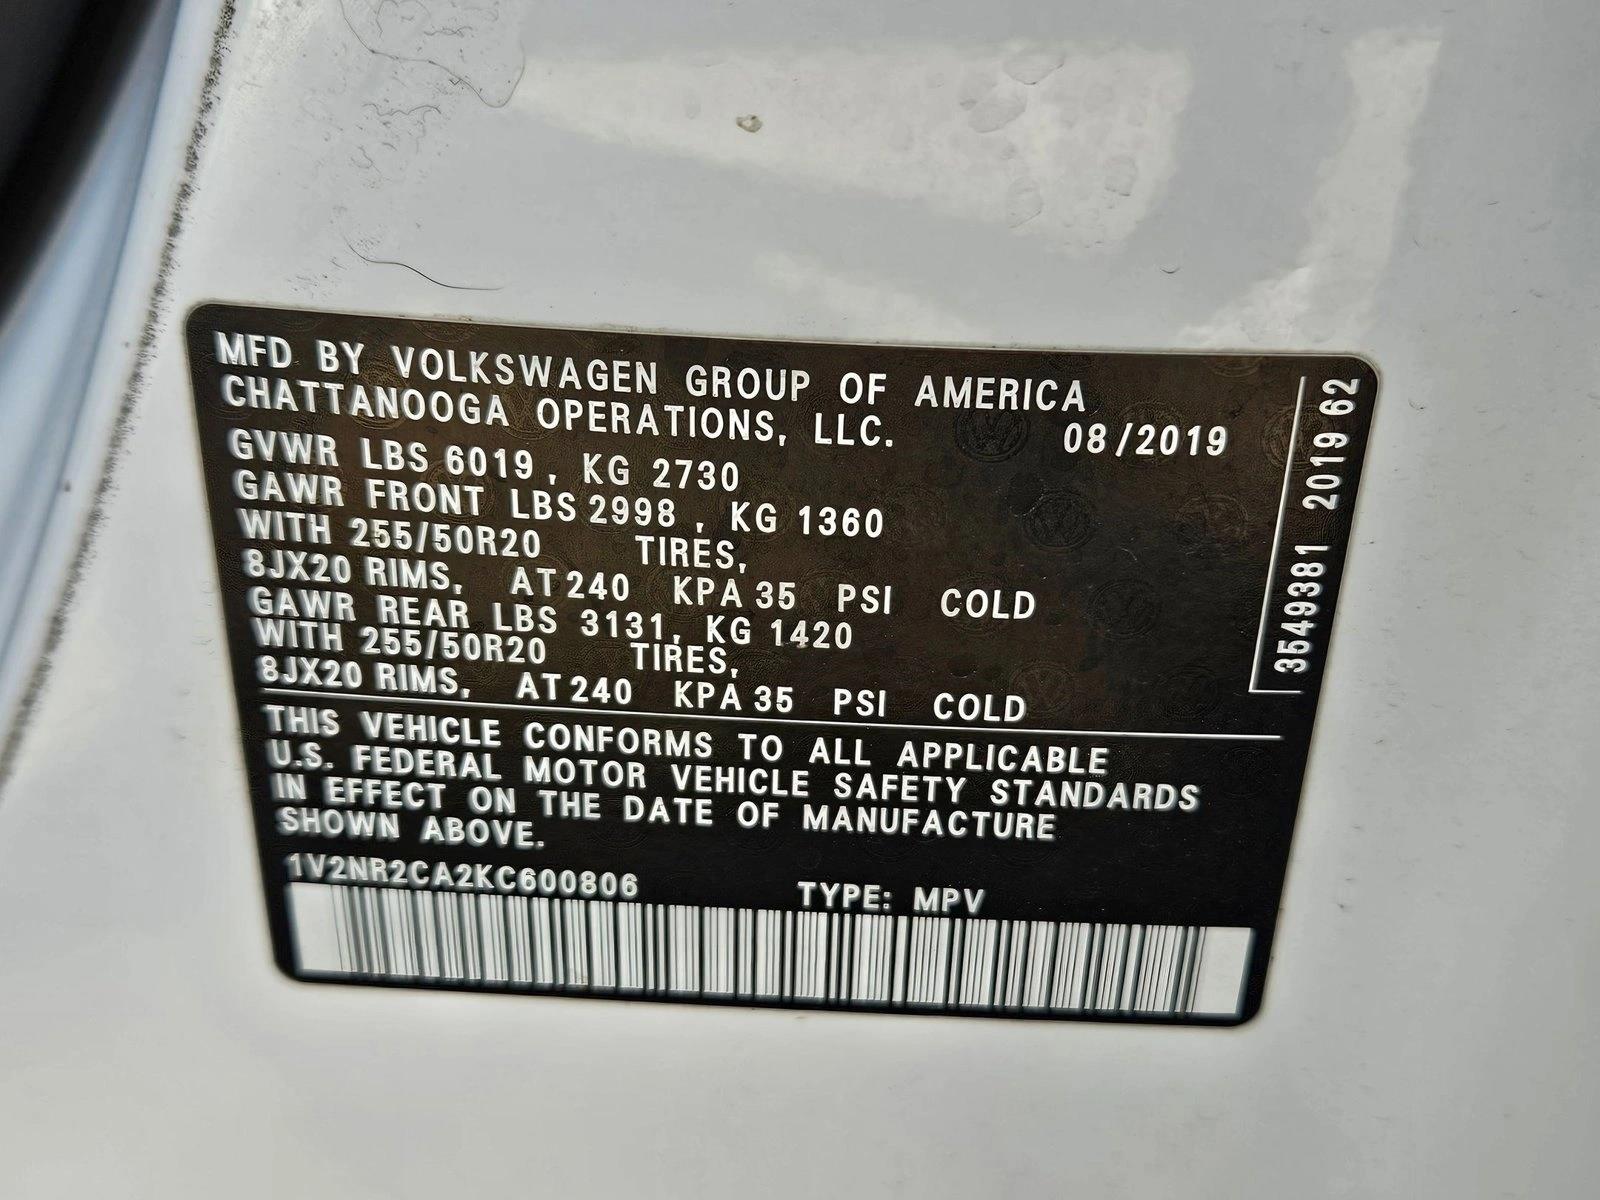 MFD BY VOLKSWAGEN GROUP OF AMERICA
CHATTANOOGA OPERATIONS, LLC. 08/2019
GVWR LBS 6019, KG 2730
GAWR FRONT LBS 2998, KG 1360
WITH 255/50R20 TIRES,
8JX20 RIMS, AT 240 KPA 35 PSI COLD
GAWR REAR LBS 3131, KG 1420
WITH 255/50R20 TIRES,
8JX20 RIMS, AT 240 KPA 35 PSI COLD
THIS VEHICLE CONFORMS TO ALL APPLICABLE
U.S. FEDERAL MOTOR VEHICLE SAFETY STANDARDS
IN EFFECT ON THE DATE OF MANUFACTURE
SHOWN ABOVE.
1V2NR2CA2KC600806 TYPE: MPV
3549381 2019 62